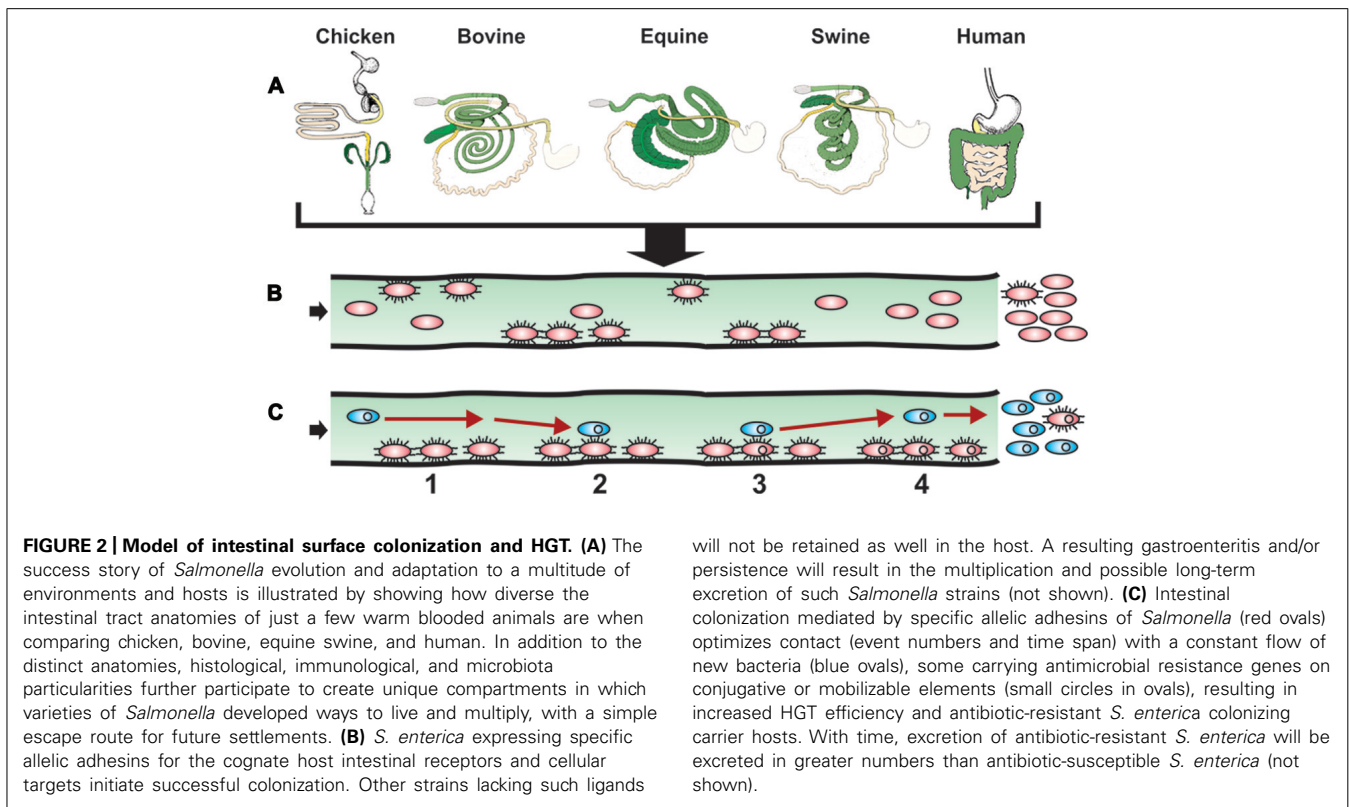 Chicken Bovine Equine Swine Human
A
B
C
1 2 3 4
FIGURE 2 | Model of intestinal surface colonization and HGT. (A) The
success story of Salmonella evolution and adaptation to a multitude of
environments and hosts is illustrated by showing how diverse the
intestinal tract anatomies of just a few warm blooded animals are when
comparing chicken, bovine, equine swine, and human. In addition to the
distinct anatomies, histological, immunological, and microbiota
particularities further participate to create unique compartments in which
varieties of Salmonella developed ways to live and multiply, with a simple
escape route for future settlements. (B) S. enterica expressing specific
allelic adhesins for the cognate host intestinal receptors and cellular
targets initiate successful colonization. Other strains lacking such ligands
will not be retained as well in the host. A resulting gastroenteritis and/or
persistence will result in the multiplication and possible long-term
excretion of such Salmonella strains (not shown). (C) Intestinal
colonization mediated by specific allelic adhesins of Salmonella (red ovals)
optimizes contact (event numbers and time span) with a constant flow of
new bacteria (blue ovals), some carrying antimicrobial resistance genes on
conjugative or mobilizable elements (small circles in ovals), resulting in
increased HGT efficiency and antibiotic-resistant S. enterica colonizing
carrier hosts. With time, excretion of antibiotic-resistant S. enterica will be
excreted in greater numbers than antibiotic-susceptible S. enterica (not
shown).